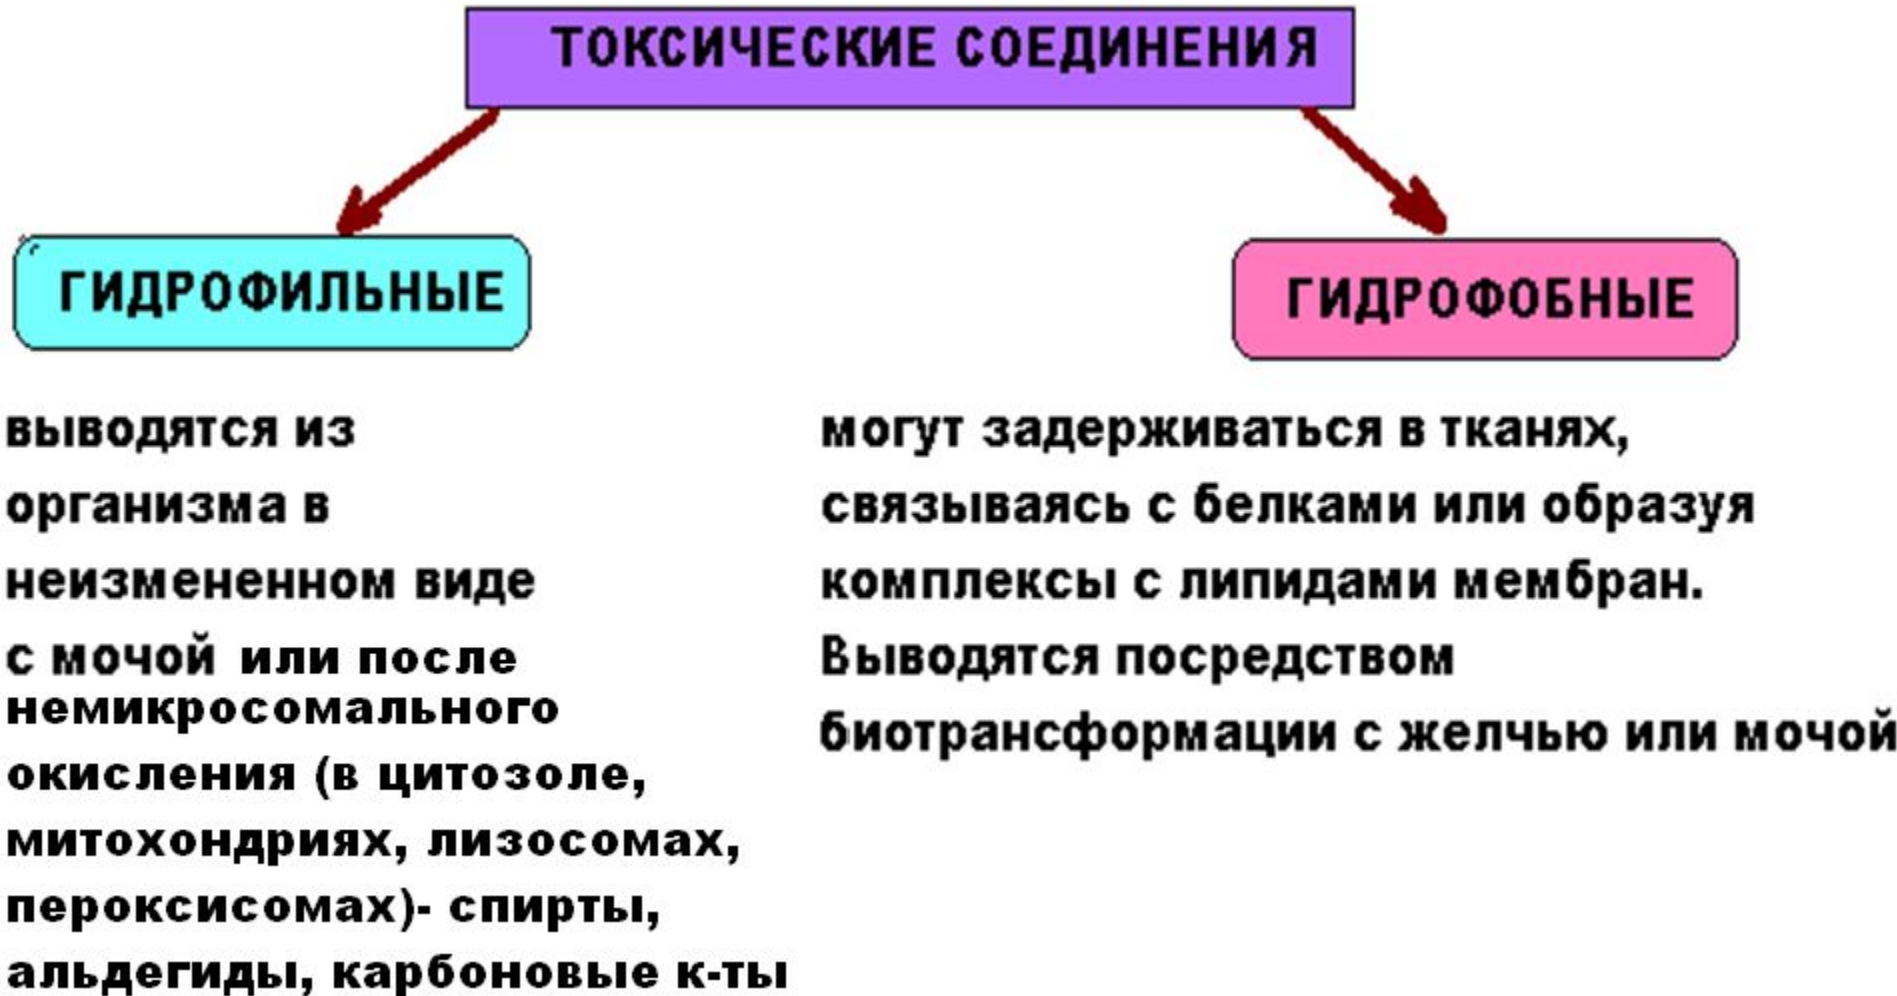 ТОКСИЧЕСКИЕ СОЕДИНЕНИЯ
ГИДРОФИЛЬНЫЕ
выводятся из
организма в
неизмененном виде
с мочой или после
немикросомального
окисления (в цитозоле,
митохондриях, лизосомах,
пероксисомах)- спирты,
альдегиды, карбоновые к-ты
ГИДРОФОБНЫЕ
могут задерживаться в тканях,
связываясь с белками или образуя
комплексы с липидами мембран.
Выводятся посредством
биотрансформации с желчью или мочой